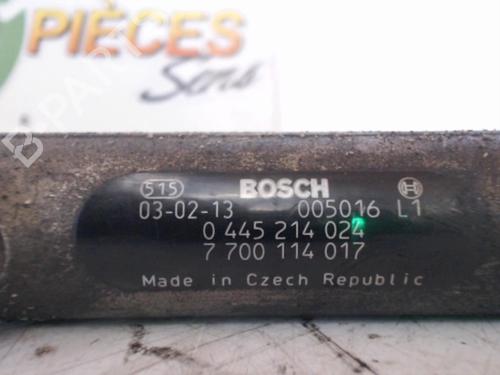 PIÈCES
Sens
B-PARTS
515 BOSCH
03-02-13 005016 L1
0 445 214 024
7 700 114 017
Made in Czech Republic